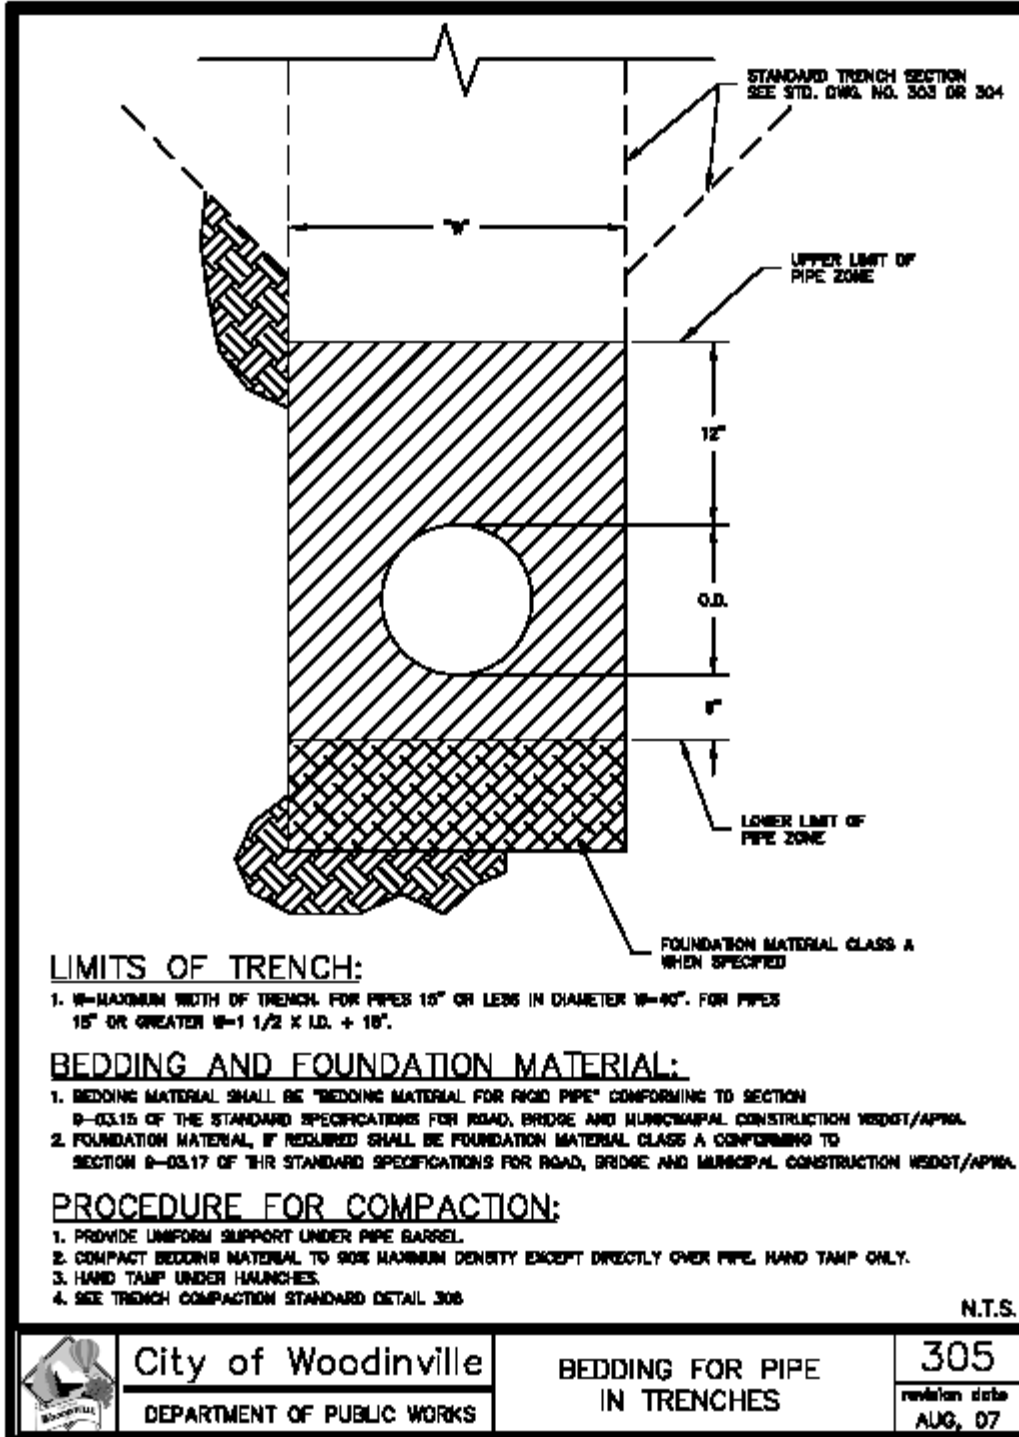 STANDARD TRENCH SECTION
SEE STD. DWG. NO. 303 OR 304
"W"
UPPER LIMIT OF
PIPE ZONE
12"
O.D.
LOWER LIMIT OF
PIPE ZONE
FOUNDATION MATERIAL CLASS A
WHEN SPECIFIED
LIMITS OF TRENCH:
1. W=MAXIMUM WIDTH OF TRENCH. FOR PIPES 15" OR LESS IN DIAMETER W=40". FOR PIPES
OR GREATER W=1 1/2 X I.D. + 18".
BEDDING AND FOUNDATION MATERIAL:
1. BEDDING MATERIAL SHALL BE "BEDDING MATERIAL FOR RIGID PIPE" CONFORMING TO SECTION
9-03.15 OF THE STANDARD SPECIFICATIONS FOR ROAD, BRIDGE AND CONSTRUCTION WSDOT/APWA.
2. FOUNDATION MATERIAL, IF REQUIRED SHALL BE FOUNDATION MATERIAL CLASS A CONFORMING TO
SECTION 9-03.17 OF THR STANDARD SPECIFICATIONS FOR ROAD, BRIDGE AND MUNICIPAL CONSTRUCTION WSDOT/APWA.
PROCEDURE FOR COMPACTION:
1. PROVIDE UNIFORM SUPPORT UNDER PIPE BARREL.
2. COMPACT BEDDING MATERIAL TO 90% MAXIMUM DENSITY EXCEPT DIRECTLY OVER PIPE, HAND TAMP ONLY.
3. HAND TAMP UNDER HAUNCHES.
4. SEE TRENCH COMPACTION STANDARD DETAIL
N.T.S.
WOODINVILLE
City of Woodinville
DEPARTMENT OF PUBLIC WORKS
BEDDING FOR PIPE
IN TRENCHES
305
revision date
AUG, 07